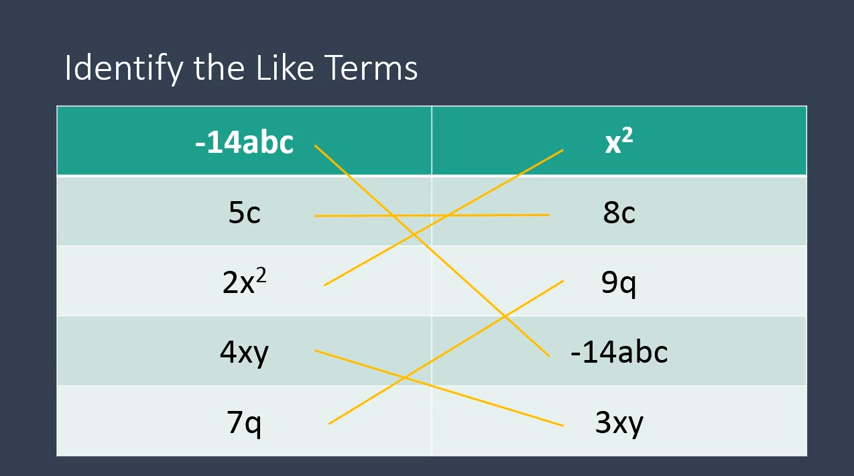 Identify the Like Terms
-14abc x²
5c 8c
2x² 9q
4xy -14abc
7q 3xy